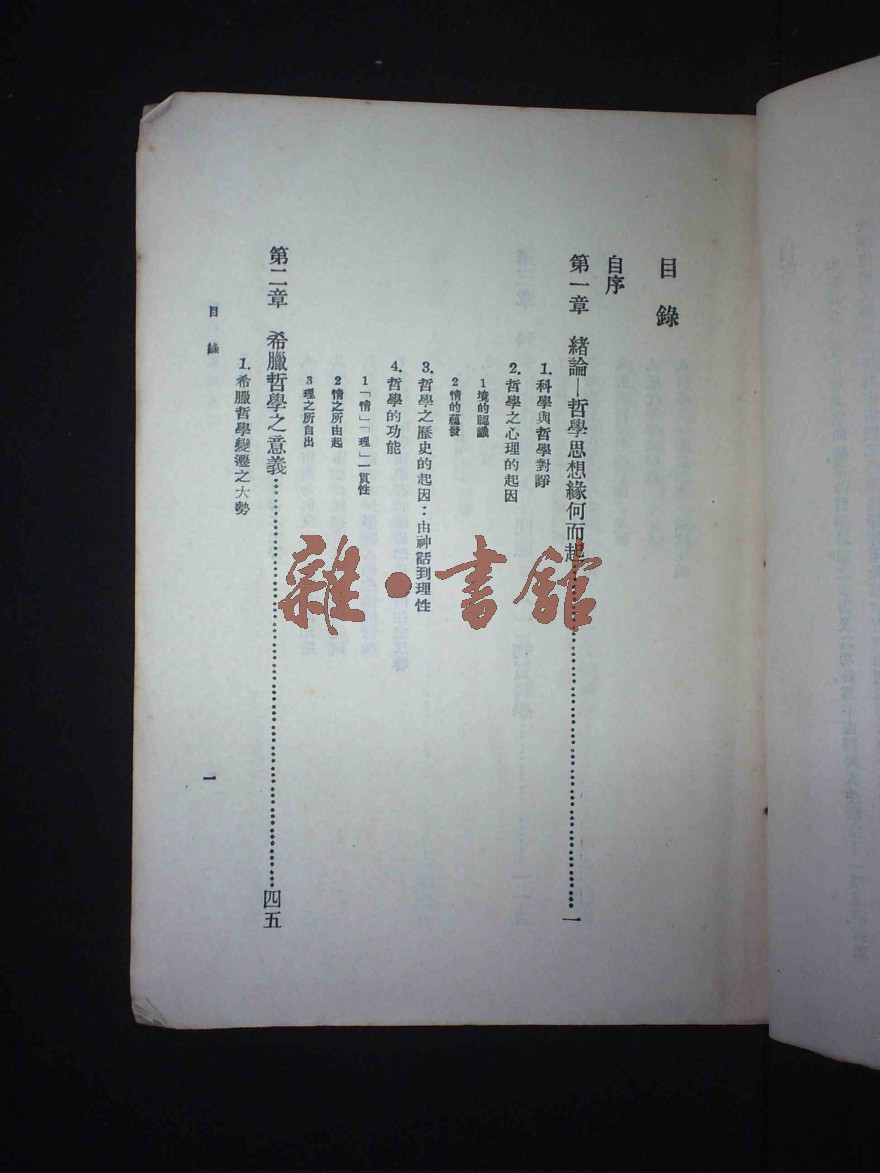 目錄
自序
第一章　緒論—哲學思想緣何而起……一
1. 科學與哲學對諍
2. 哲學之心理的起因
1 境的認識
2 情的蘊發
3. 哲學之歷史的起因：由神話到理性
4. 哲學的功能
1「情」「理」一貫性
2 情之所由起
3 理之所自出
第二章　希臘哲學之意義……四五
1. 希臘哲學變遷之大勢
目錄
一
雜·書館